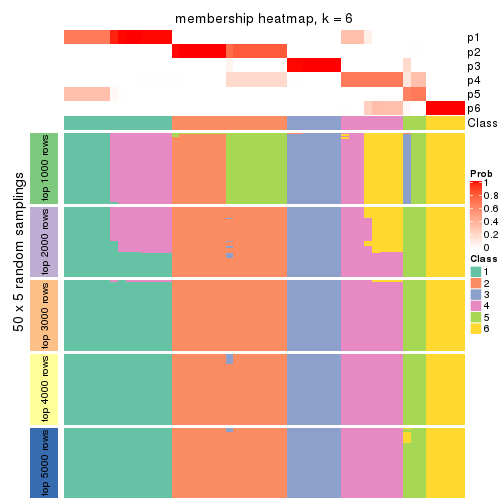 membership heatmap, k = 6
p1
p2
p3
p4
p5
p6
Class
50 x 5 random samplings
top 1000 rows
top 2000 rows
top 3000 rows
top 4000 rows
top 5000 rows
Prob
1
0.8
0.6
0.4
0.2
0
Class
1
2
3
4
5
6